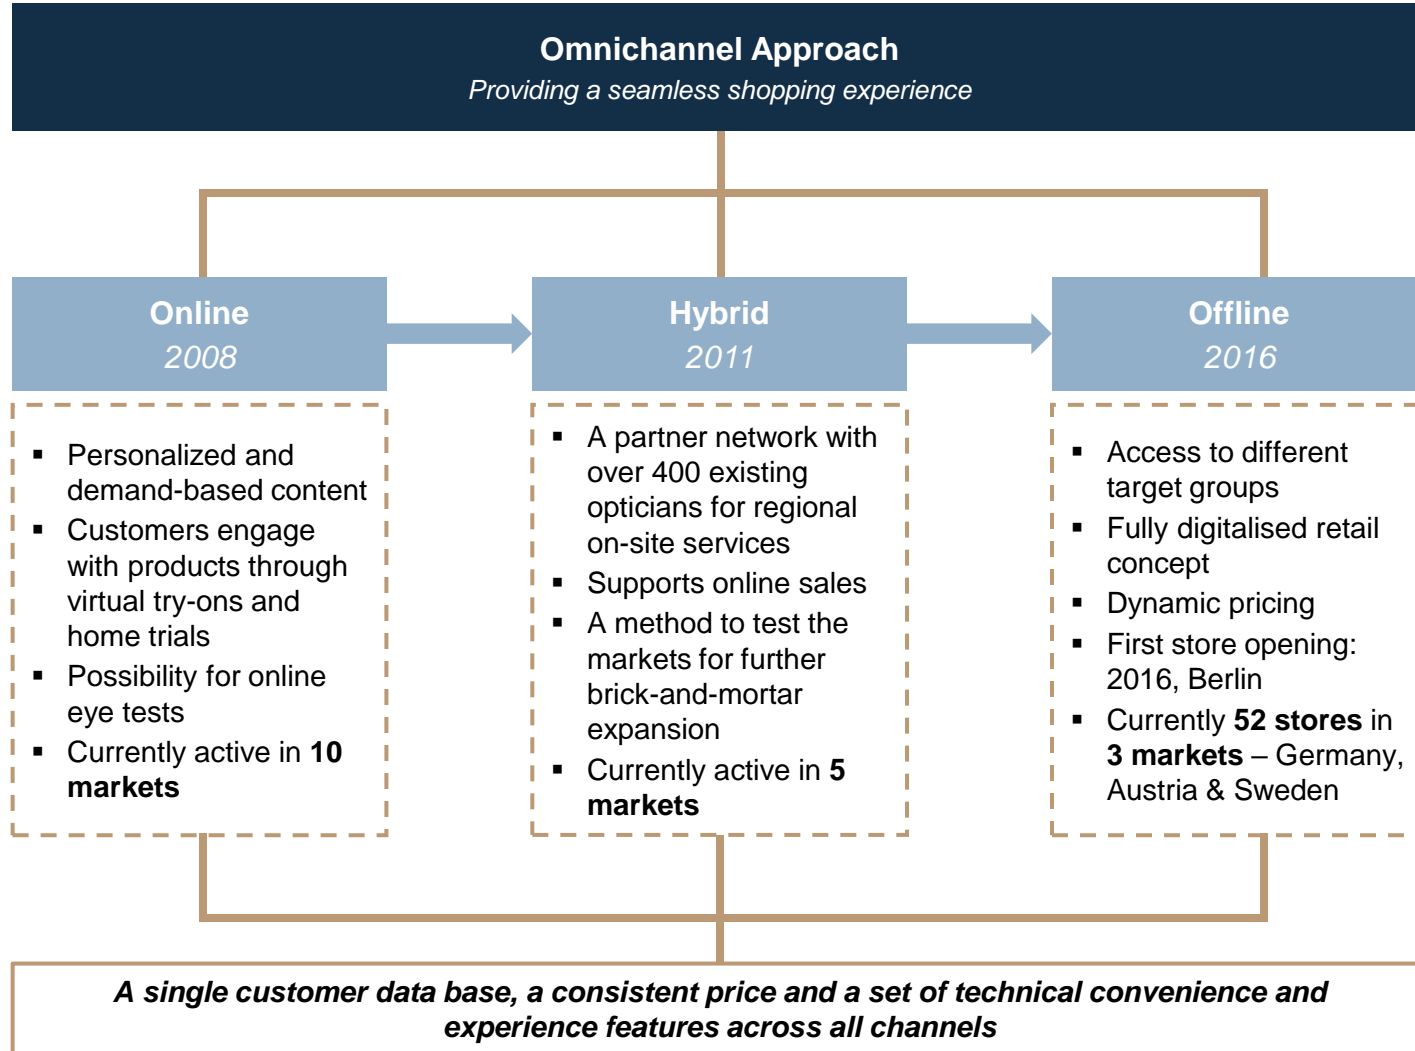 Omnichannel Approach
Providing a seamless shopping experience
Online
2008
▪ Personalized and
demand-based content
▪ Customers engage
with products through
virtual try-ons and
home trials
▪ Possibility for online
eye tests
▪ Currently active in 10
markets
Hybrid
2011
▪ A partner network with
over 400 existing
opticians for regional
on-site services
▪ Supports online sales
▪ A method to test the
markets for further
brick-and-mortar
expansion
▪ Currently active in 5
markets
Offline
2016
▪ Access to different
target groups
▪ Fully digitalised retail
concept
▪ Dynamic pricing
▪ First store opening:
2016, Berlin
▪ Currently 52 stores in
3 markets – Germany,
Austria & Sweden
A single customer data base, a consistent price and a set of technical convenience and
experience features across all channels